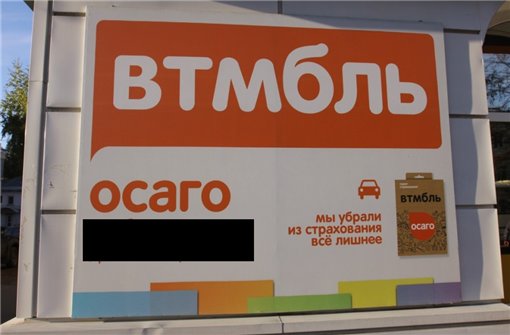 втмбль
осаго
мы убрали
из страхования
всё лишнее
втмбль
осаго